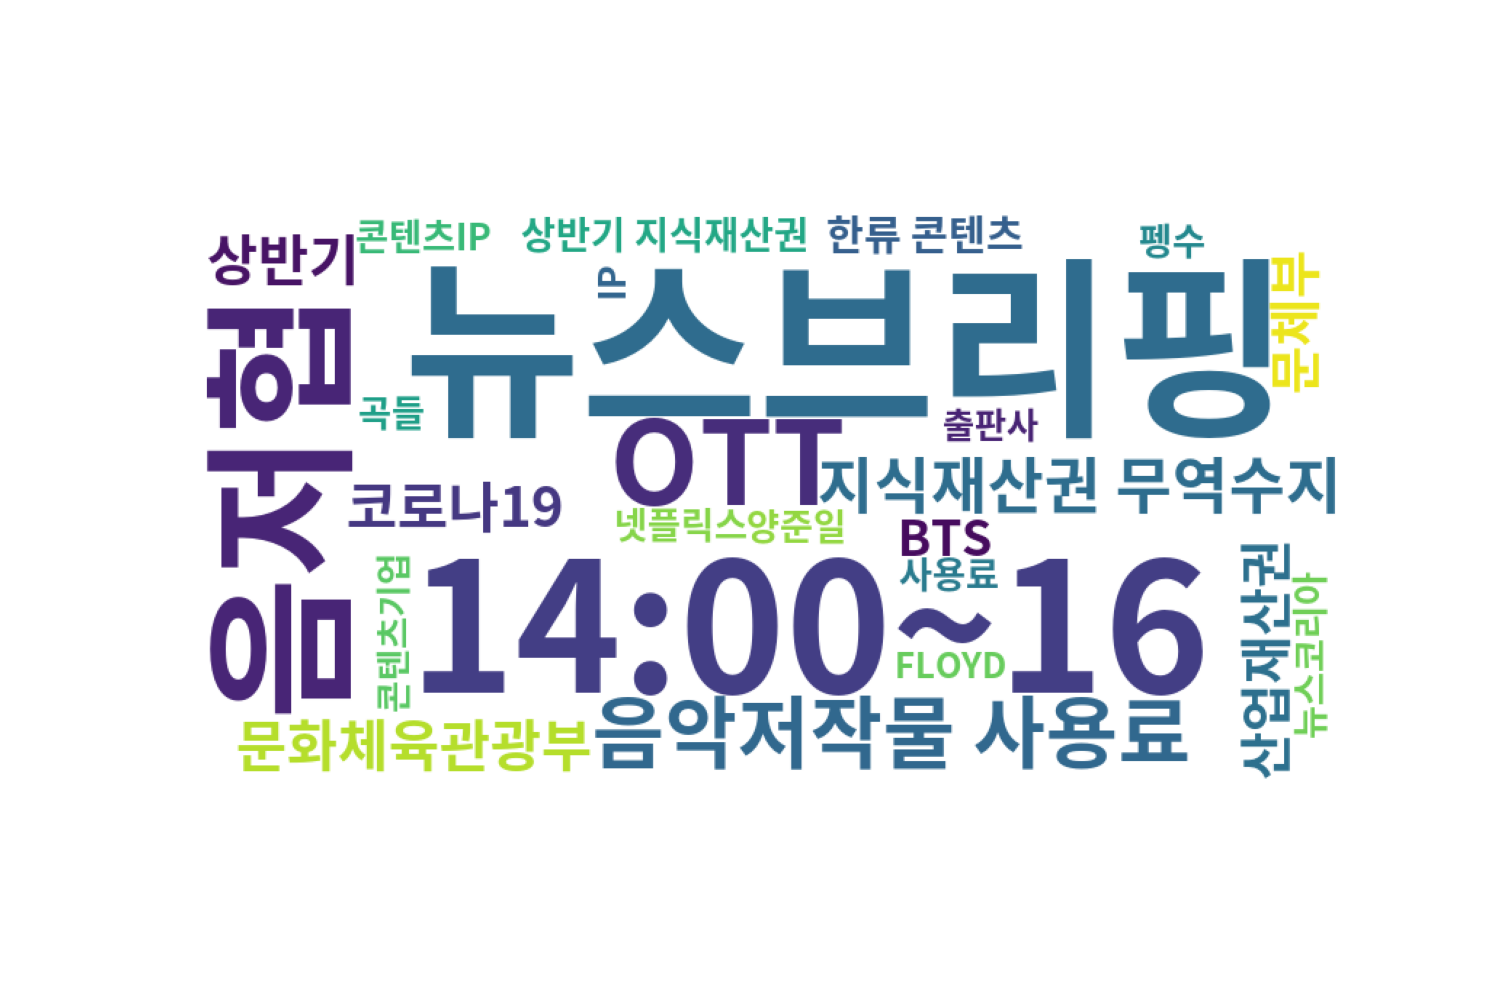 상반기
콘텐츠IP
상반기 지식재산권
한류 콘텐츠
펭수
뉴스브리핑
IP
문체부
음저협
곡들
OTT
출판사
지식재산권 무역수지
코로나19
넷플릭스양준일
BTS
사용료
콘텐츠기업
14:00~16
FLOYD
산업재산권
뉴스코리아
문화체육관광부
음악저작물 사용료